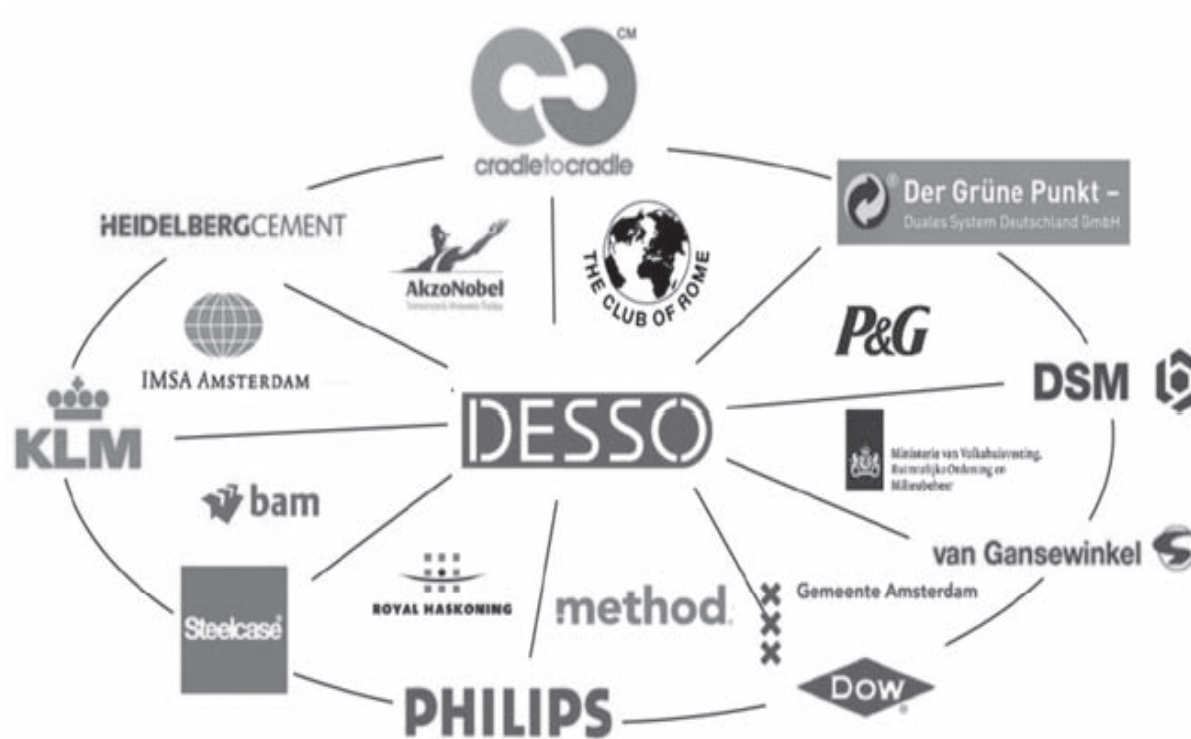 CM
cradletocradle
HEIDELBERGCEMENT
AkzoNobel
THE CLUB OF ROME
® Der Grüne Punkt –
Duales System Deutschland GmbH
IMSA AMSTERDAM
P&G
DSM
KLM
DESSO
Ministerie van Volkshuisvesting,
Ruimtelijke Ordening en
Milieubeheer
bam
van Gansewinkel
Steelcase®
ROYAL HASKONING
method
Gemeente Amsterdam
PHILIPS
DOW
®